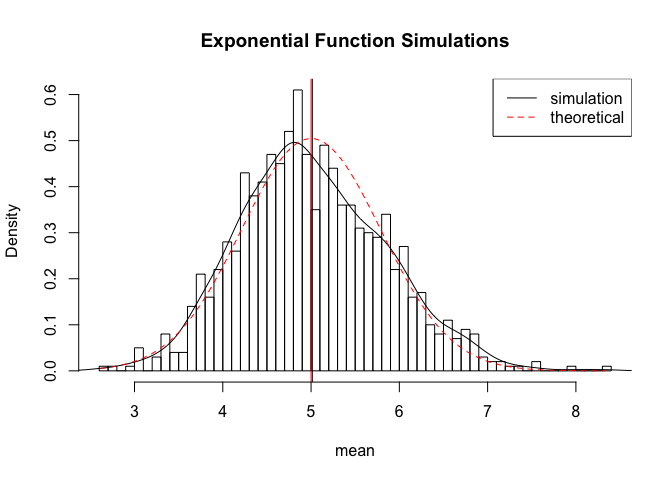 Exponential Function Simulations
simulation
theoretical
Density
0.6
0.5
0.4
0.3
0.2
0.1
0.0
3 4 5 6 7 8
mean